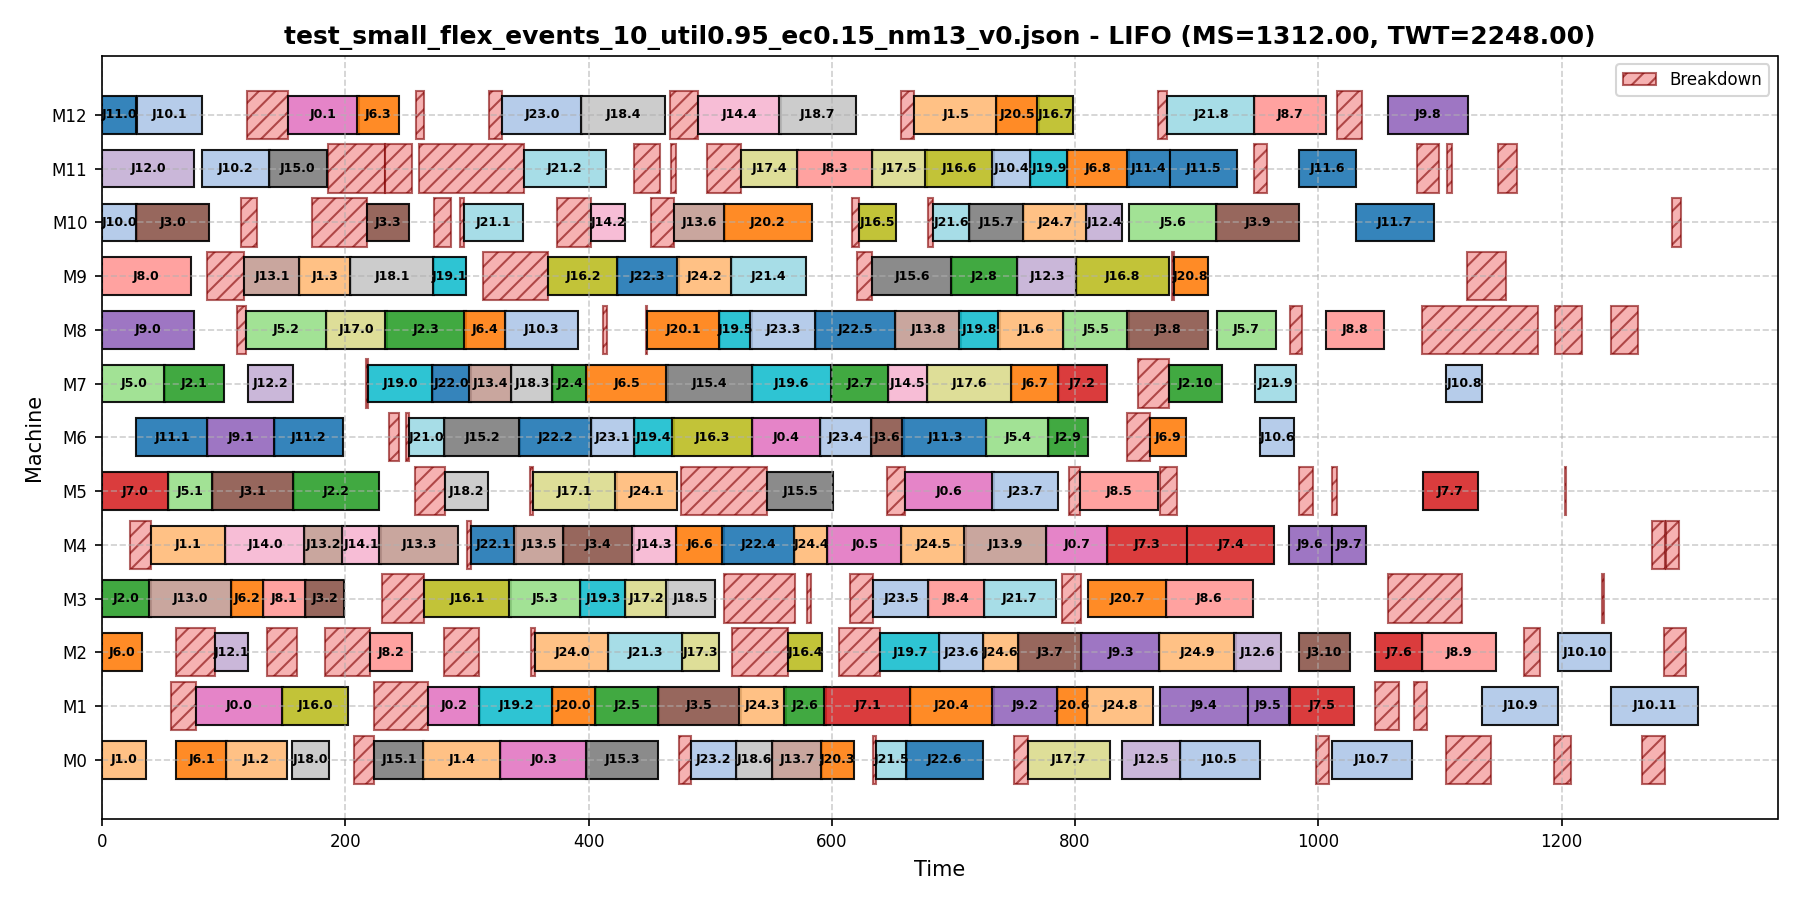 test_small_flex_events_10_util0.95_ec0.15_nm13_v0.json - LIFO (MS=1312.00, TWT=2248.00)
Breakdown
M12 J11.0 J10.1 J0.1 J6.3 J23.0 J18.4 J14.4 J18.7 J1.5 J20.5 J16.7 J21.8 J8.7 J9.8
M11 J12.0 J10.2 J15.0 J21.2 J17.4 J8.3 J17.5 J16.6 J10.4 J19.9 J6.8 J11.4 J11.5 J11.6
M10 J10.0 J3.0 J3.3 J21.1 J14.2 J13.6 J20.2 J16.5 J21.6 J15.7 J24.7 J12.4 J5.6 J3.9 J11.7
M9 J8.0 J13.1 J1.3 J18.1 J19.1 J16.2 J22.3 J24.2 J21.4 J15.6 J2.8 J12.3 J16.8 J20.8
M8 J9.0 J5.2 J17.0 J2.3 J6.4 J10.3 J20.1 J19.5 J23.3 J22.5 J13.8 J19.8 J1.6 J5.5 J3.8 J5.7 J8.8
M7 J5.0 J2.1 J12.2 J19.0 J22.0 J13.4 J18.3 J2.4 J6.5 J15.4 J19.6 J2.7 J14.5 J17.6 J6.7 J7.2 J2.10 J21.9 J10.8
M6 J11.1 J9.1 J11.2 J21.0 J15.2 J22.2 J23.1 J19.4 J16.3 J0.4 J23.4 J3.6 J11.3 J5.4 J2.9 J6.9 J10.6
M5 J7.0 J5.1 J3.1 J2.2 J18.2 J17.1 J24.1 J15.5 J0.6 J23.7 J8.5 J7.7
M4 J1.1 J14.0 J13.2 J14.1 J13.3 J22.1 J13.5 J3.4 J14.3 J6.6 J22.4 J24.4 J0.5 J24.5 J13.9 J0.7 J7.3 J7.4 J9.6 J9.7
M3 J2.0 J13.0 J6.2 J8.1 J3.2 J16.1 J5.3 J19.3 J17.2 J18.5 J23.5 J8.4 J21.7 J20.7 J8.6
M2 J6.0 J12.1 J8.2 J24.0 J21.3 J17.3 J16.4 J19.7 J23.6 J24.6 J3.7 J9.3 J24.9 J12.6 J3.10 J7.6 J8.9 J10.10
M1 J0.0 J16.0 J0.2 J19.2 J20.0 J2.5 J3.5 J24.3 J2.6 J7.1 J20.4 J9.2 J20.6 J24.8 J9.4 J9.5 J7.5 J10.9 J10.11
M0 J1.0 J6.1 J1.2 J18.0 J15.1 J1.4 J0.3 J15.3 J23.2 J18.6 J13.7 J20.3 J21.5 J22.6 J17.7 J12.5 J10.5 J10.7
0 200 400 600 800 1000 1200
Time
Machine